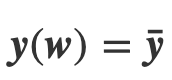 y(w) = ȳ